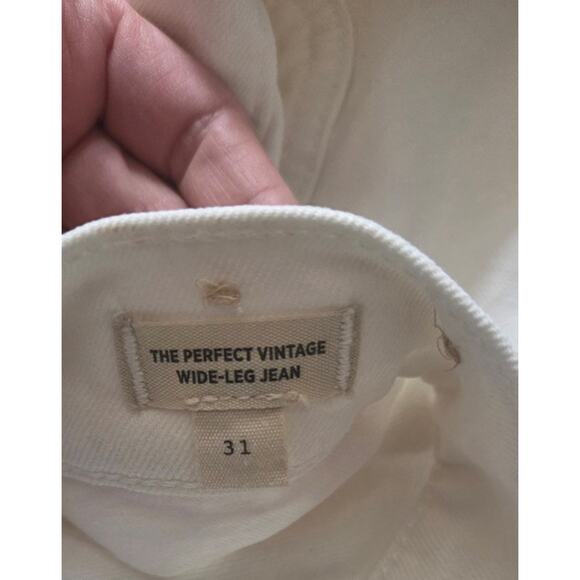 THE PERFECT VINTAGE
WIDE-LEG JEAN
31